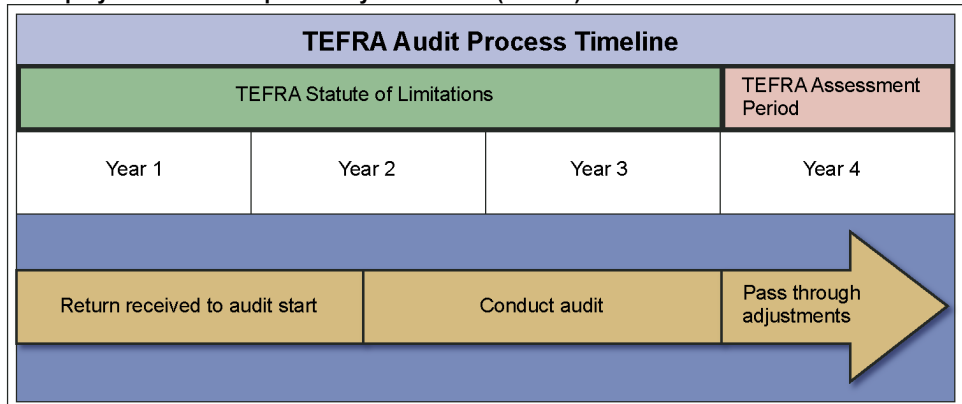 TEFRA Audit Process Timeline
TEFRA Statute of Limitations
TEFRA Assessment
Period
Year 1
Year 2
Year 3
Year 4
Return received to audit start
Conduct audit
Pass through
adjustments